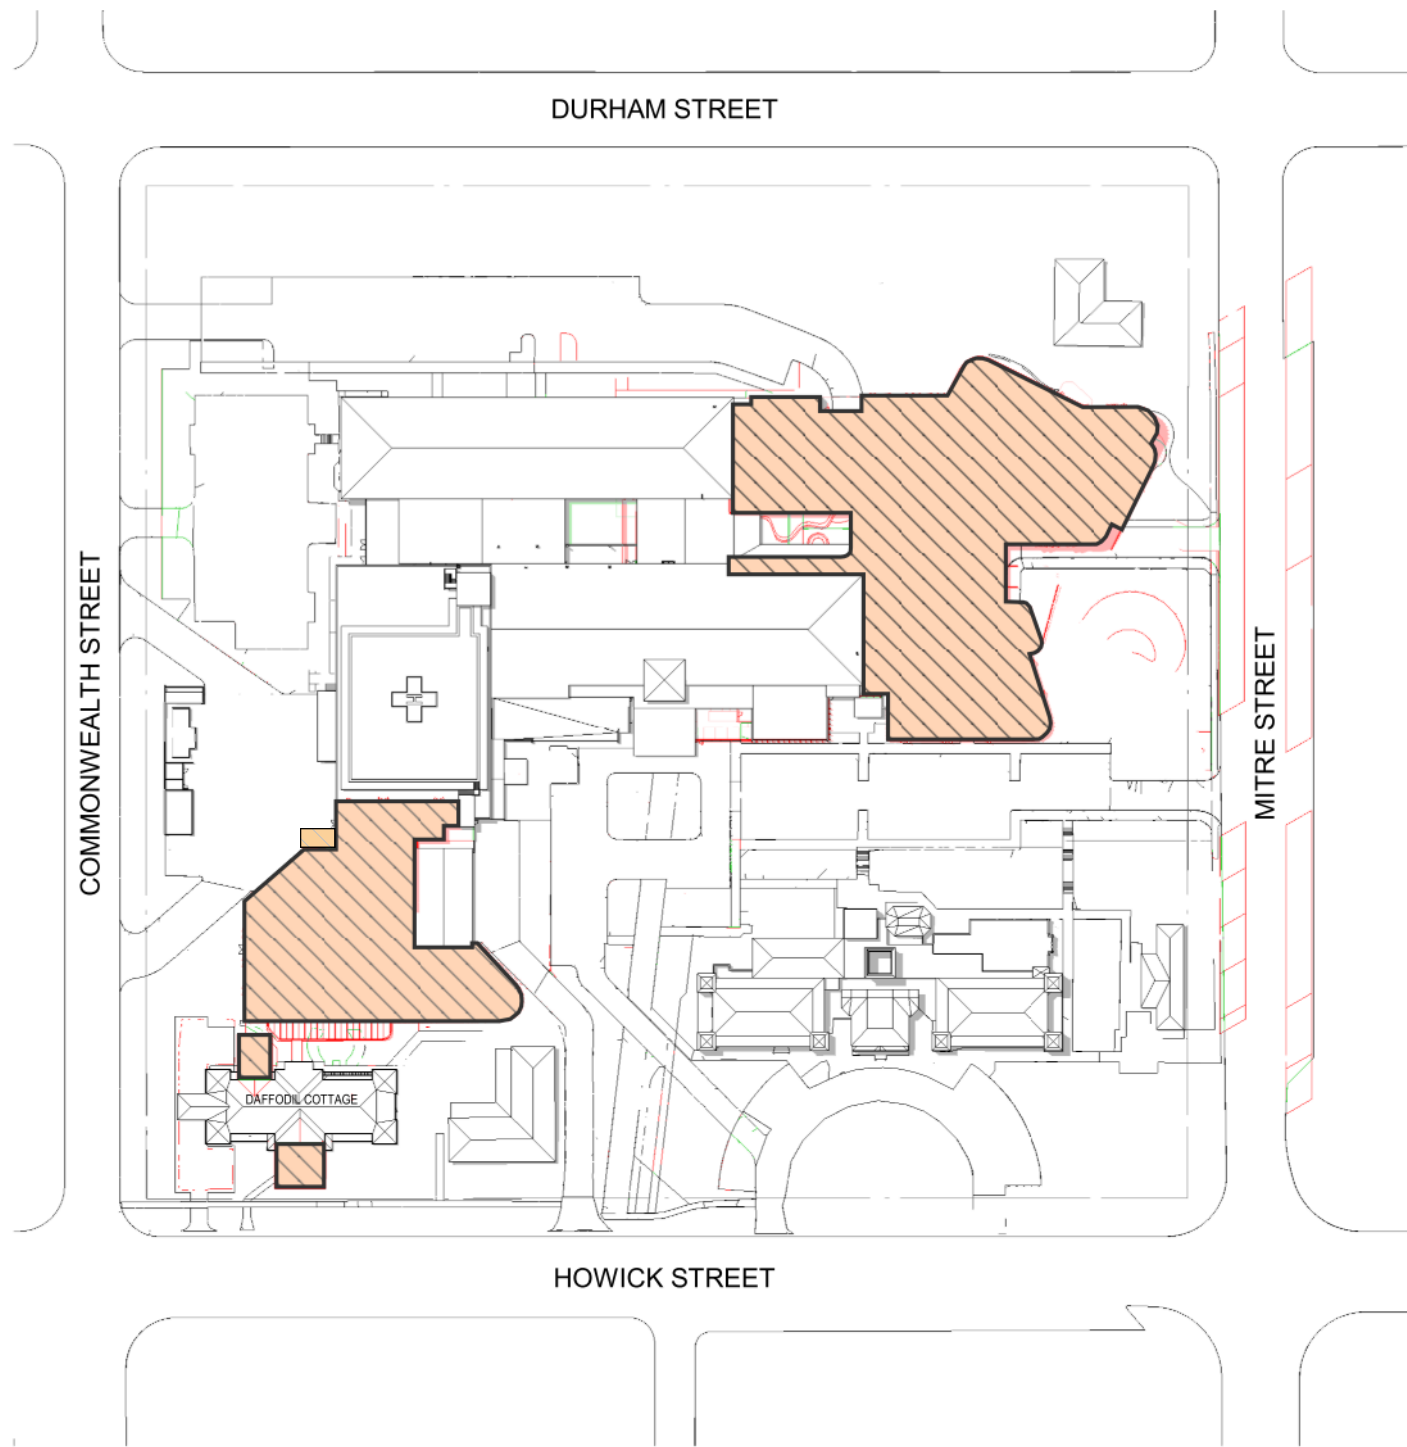 DURHAM STREET
COMMONWEALTH STREET
MITRE STREET
H
DAFFODIL COTTAGE
HOWICK STREET